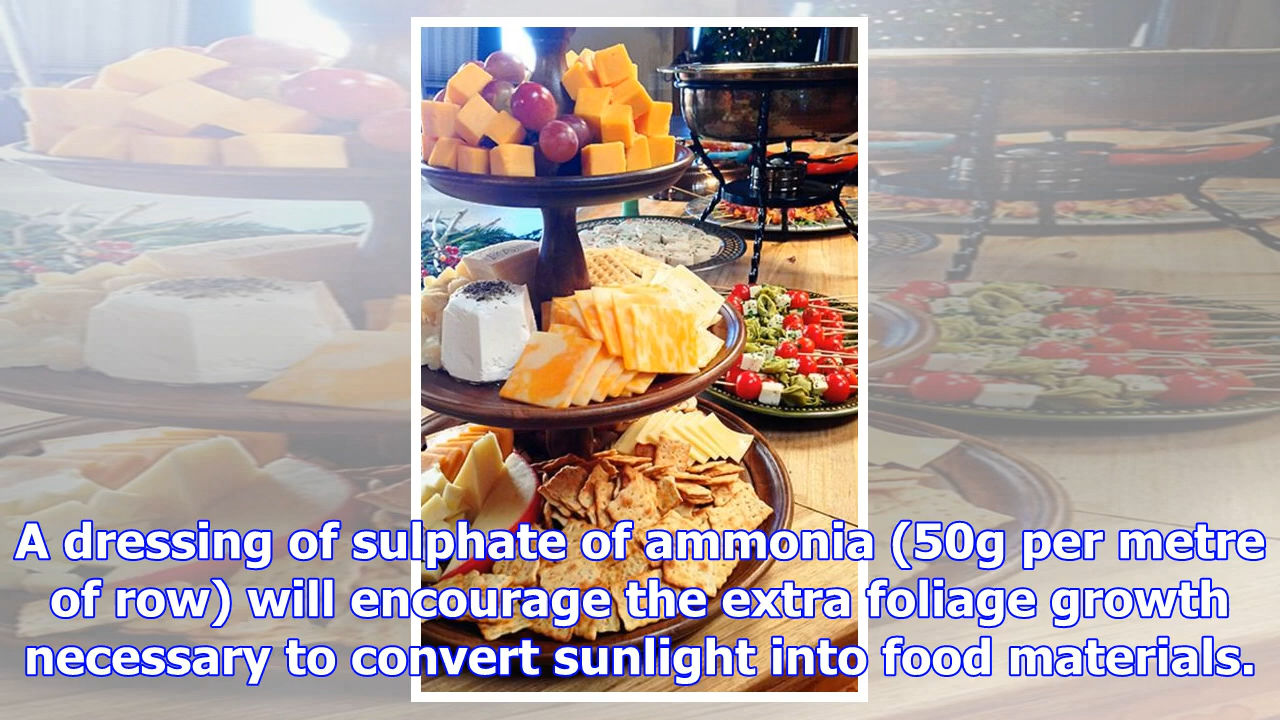 A dressing of sulphate of ammonia (50g per metre
of row) will encourage the extra foliage growth
necessary to convert sunlight into food materials.